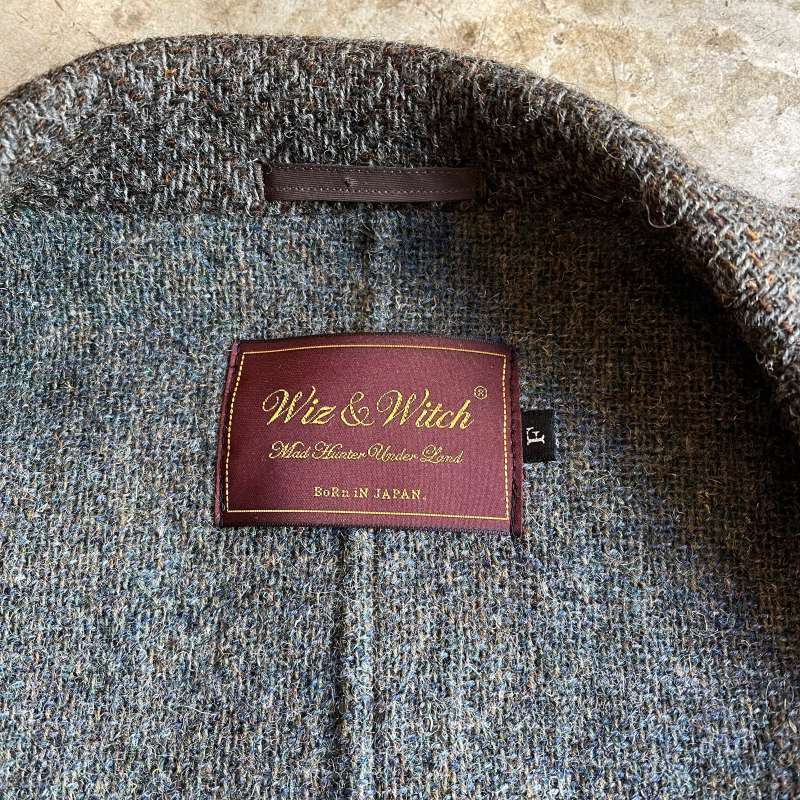 Wiz & Witch®
Mad Hunter Under Land
BoRn iN JAPAN.
F